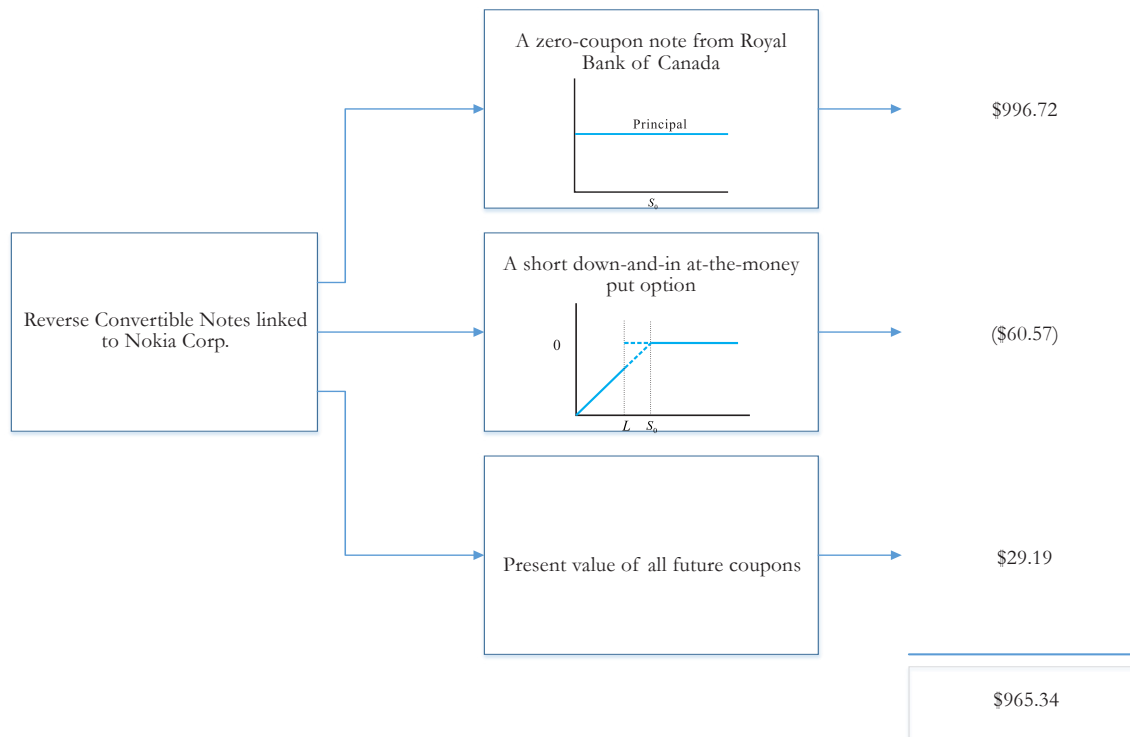 A zero-coupon note from Royal
Bank of Canada
Principal
S₀
$996.72
Reverse Convertible Notes linked
to Nokia Corp.
A short down-and-in at-the-money
put option
0
L S₀
($60.57)
Present value of all future coupons
$29.19
$965.34